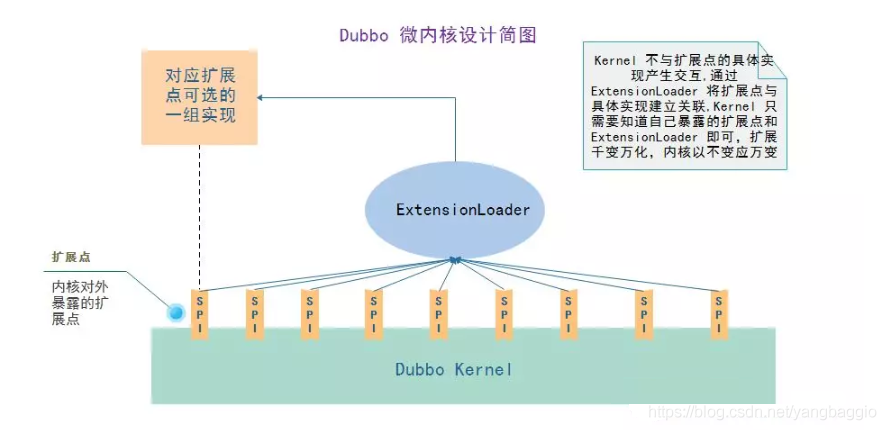 Dubbo 微内核设计简图
对应扩展
点可选的
一组实现
Kernel 不与扩展点的具体实
现产生交互,通过
ExtensionLoader 将扩展点与
具体实现建立关联,Kernel 只
需要知道自己暴露的扩展点和
ExtensionLoader 即可，扩展
千变万化，内核以不变应万变
ExtensionLoader
扩展点
内核对外
暴露的扩
展点
SPI
SPI
SPI
SPI
SPI
SPI
SPI
SPI
SPI
Dubbo Kernel
https://blog.csdn.net/yangbaggio